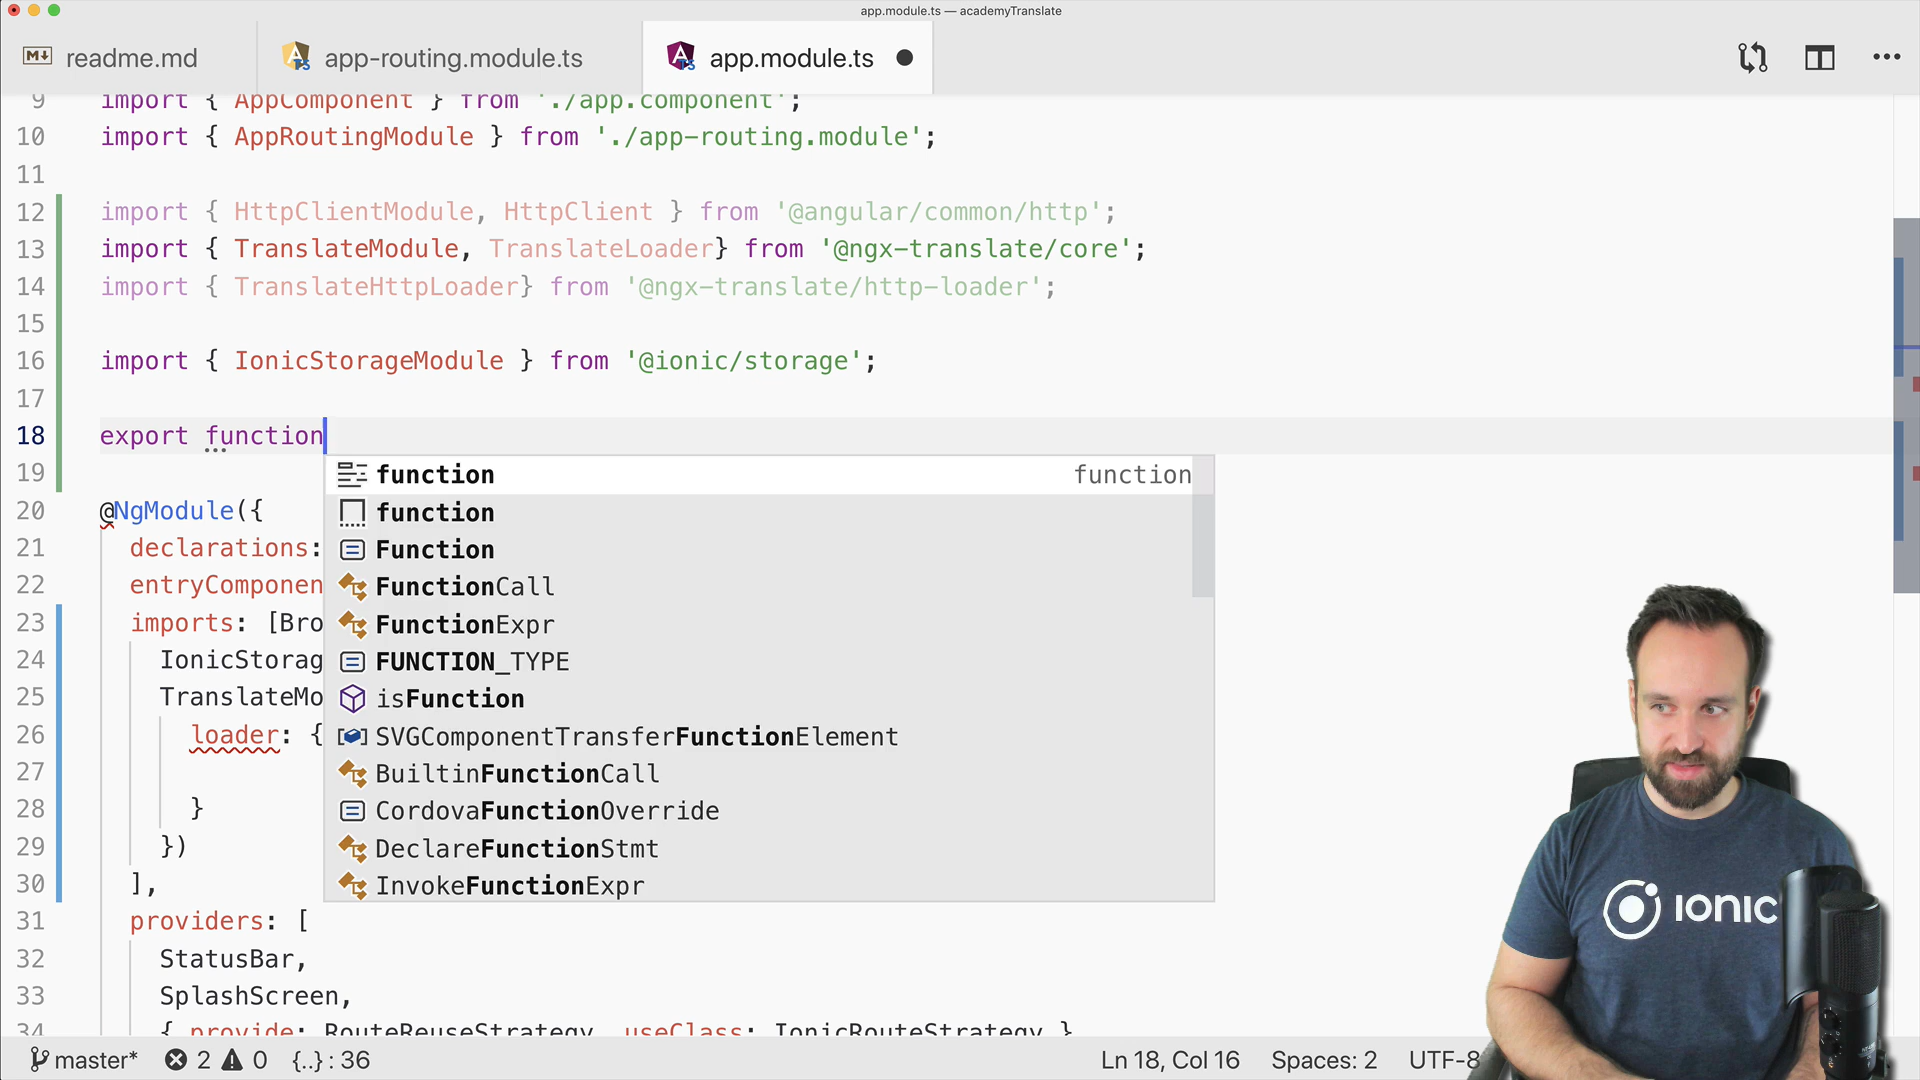 app.module.ts — academyTranslate
readme.md
app-routing.module.ts
app.module.ts
9 import { AppComponent } from './app.component';
10 import { AppRoutingModule } from './app-routing.module';
11
12 import { HttpClientModule, HttpClient } from '@angular/common/http';
13 import { TranslateModule, TranslateLoader} from '@ngx-translate/core';
14 import { TranslateHttpLoader} from '@ngx-translate/http-loader';
15
16 import { IonicStorageModule } from '@ionic/storage';
17
18 export function
19
function function
20 @NgModule({
function
21 declarations:
Function
22 entryComponen
FunctionCall
23 imports: [Bro
FunctionExpr
24 IonicStorag
FUNCTION_TYPE
25 TranslateMo
isFunction
26 loader: {
SVGComponentTransferFunctionElement
27
BuiltinFunctionCall
28 }
CordovaFunctionOverride
29 })
DeclareFunctionStmt
30 ],
InvokeFunctionExpr
31 providers: [
32 StatusBar,
33 SplashScreen,
34 { provide: RouteReuseStrategy, useClass: IonicRouteStrategy }
IONIC
master* 2 0 {..} : 36 Ln 18, Col 16 Spaces: 2 UTF-8